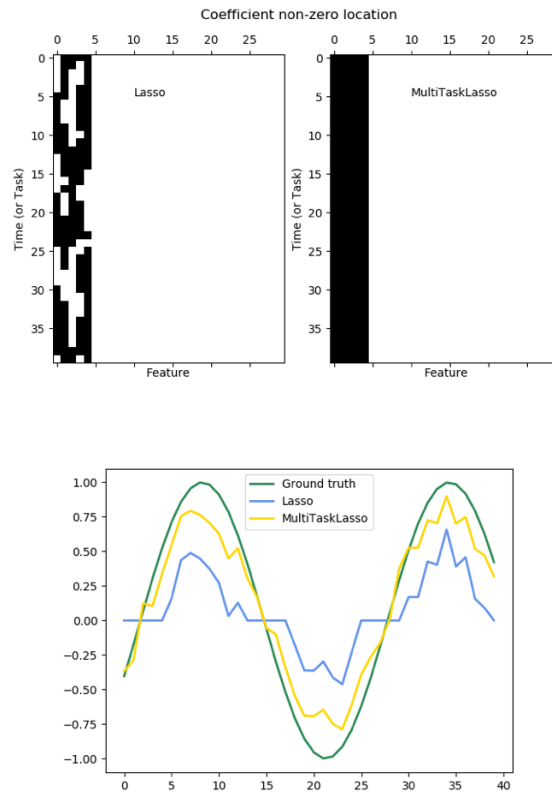 Coefficient non-zero location
0 5 10 15 20 25
0 5 10 15 20 25
0
5
10
15
20
25
30
35
Time (or Task)
Lasso
Feature
0
5
10
15
20
25
30
35
Time (or Task)
MultiTaskLasso
Feature
1.00
0.75
0.50
0.25
0.00
−0.25
−0.50
−0.75
−1.00
Ground truth
Lasso
MultiTaskLasso
0 5 10 15 20 25 30 35 40